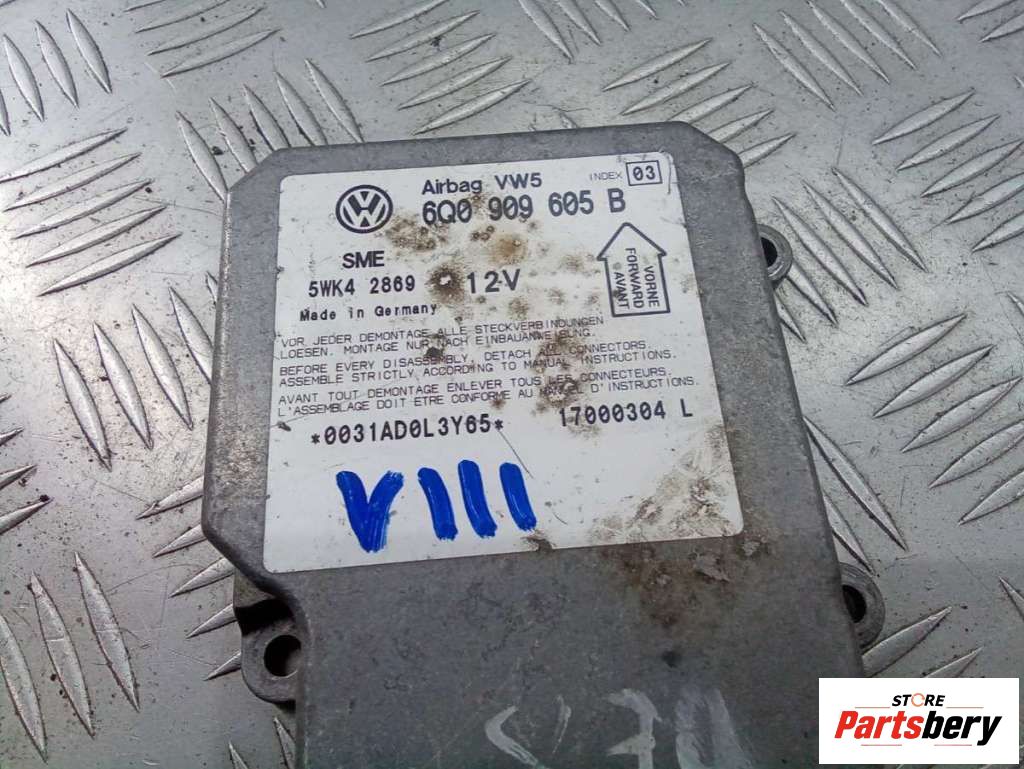 Airbag VW5 INDEX 03
6Q0 909 605 B
SME
5WK4 2869 12V
Made in Germany
VORNE
FORWARD
AVANT
VOR JEDER DEMONTAGE ALLE STECKVERBINDUNGEN
LOESEN. MONTAGE NUR NACH EINBAUANWEISUNG.
BEFORE EVERY DISASSEMBLY, DETACH ALL CONNECTORS.
ASSEMBLE STRICTLY ACCORDING TO MANUAL INSTRUCTIONS.
AVANT TOUT DEMONTAGE ENLEVER TOUS LES CONNECTEURS.
L'ASSEMBLAGE DOIT ETRE CONFORME AU MANUEL D'INSTRUCTIONS.
*0031AD0L3Y65* 17000304 L
VIII
STORE
Partsbery